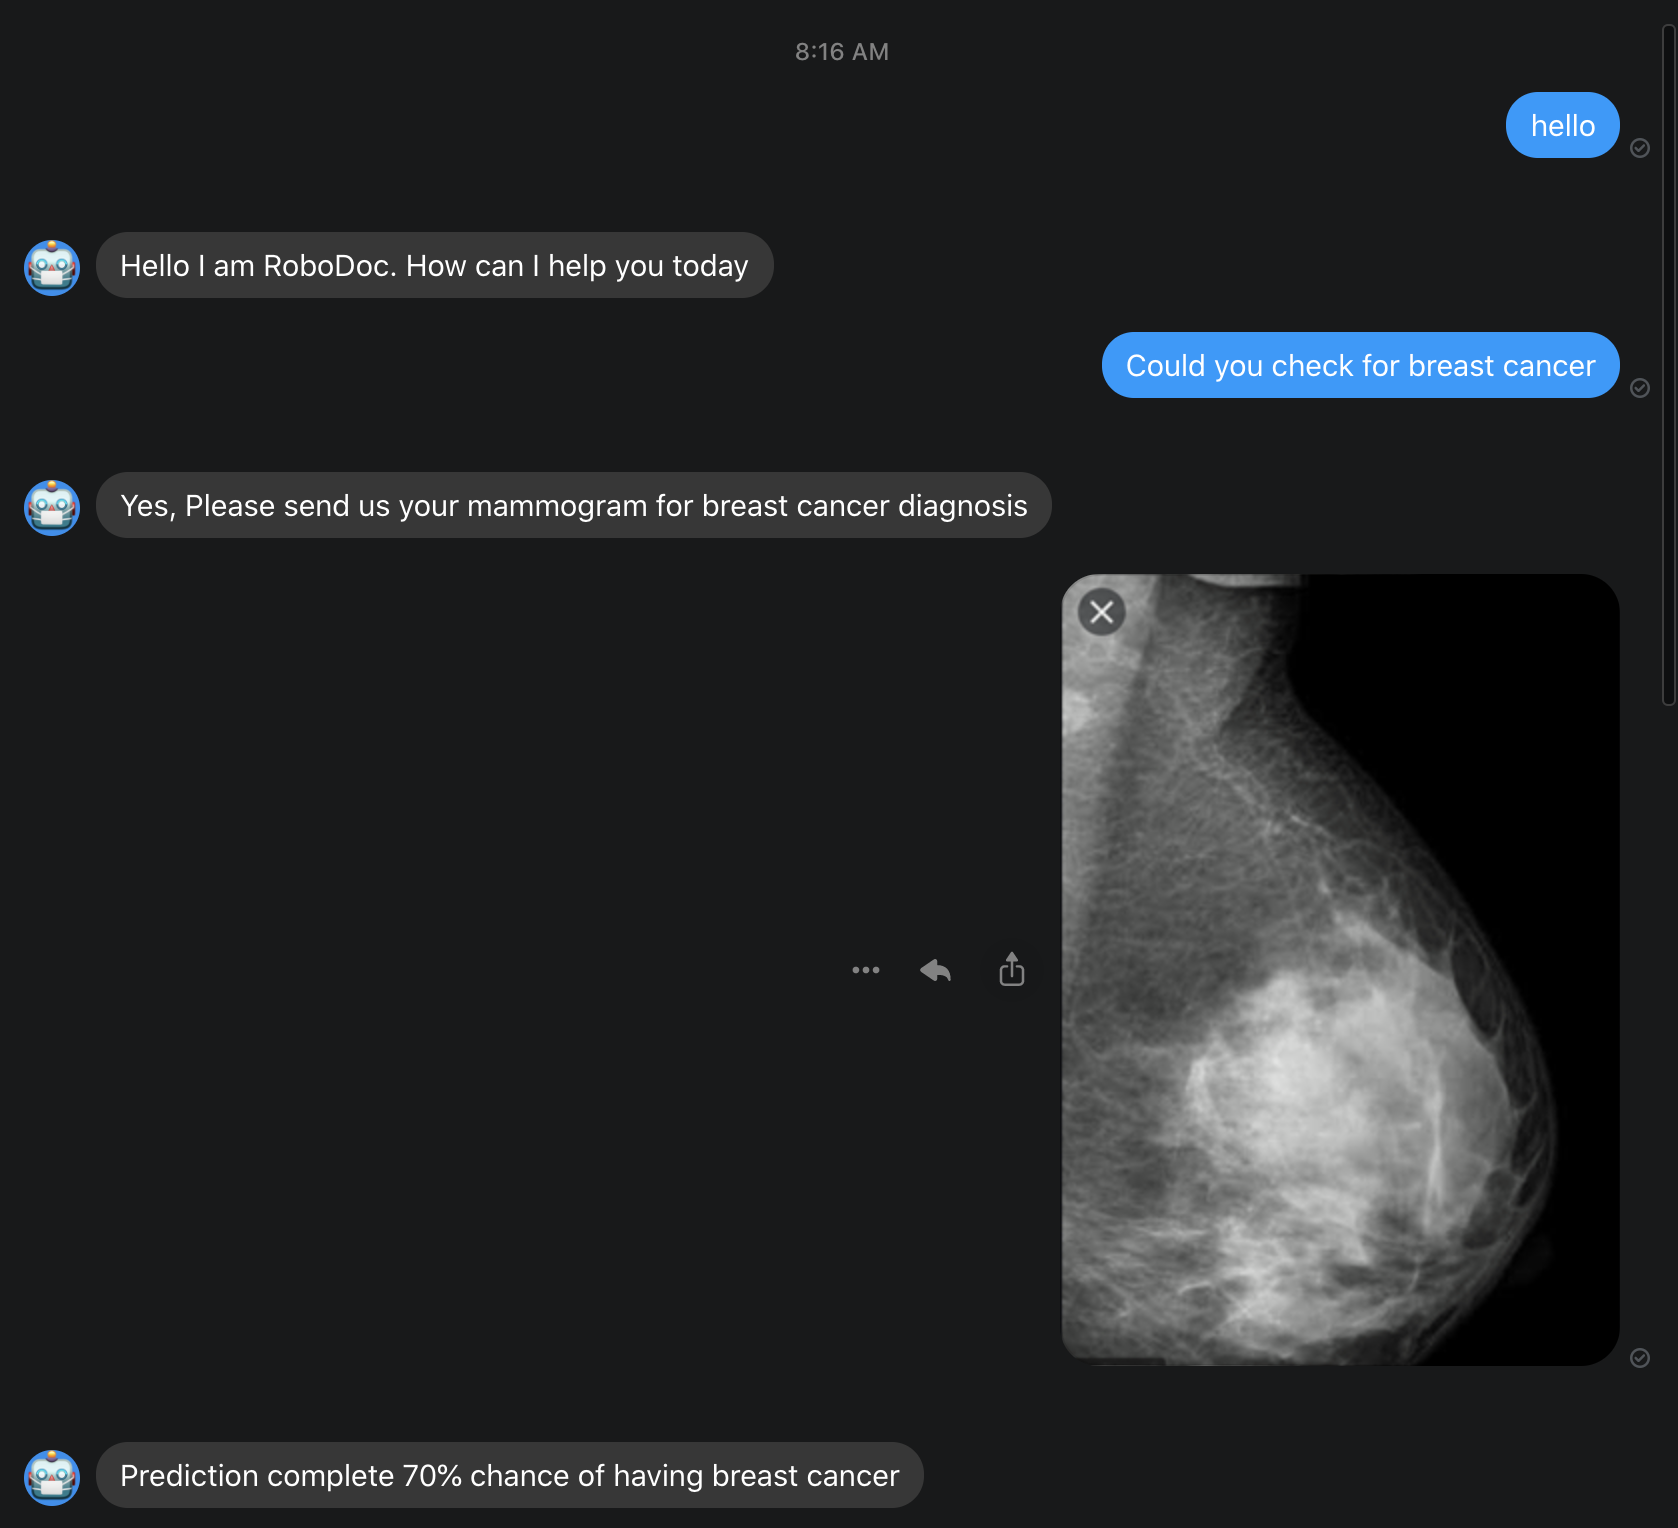 8:16 AM
hello
Hello I am RoboDoc. How can I help you today
Could you check for breast cancer
Yes, Please send us your mammogram for breast cancer diagnosis
Prediction complete 70% chance of having breast cancer